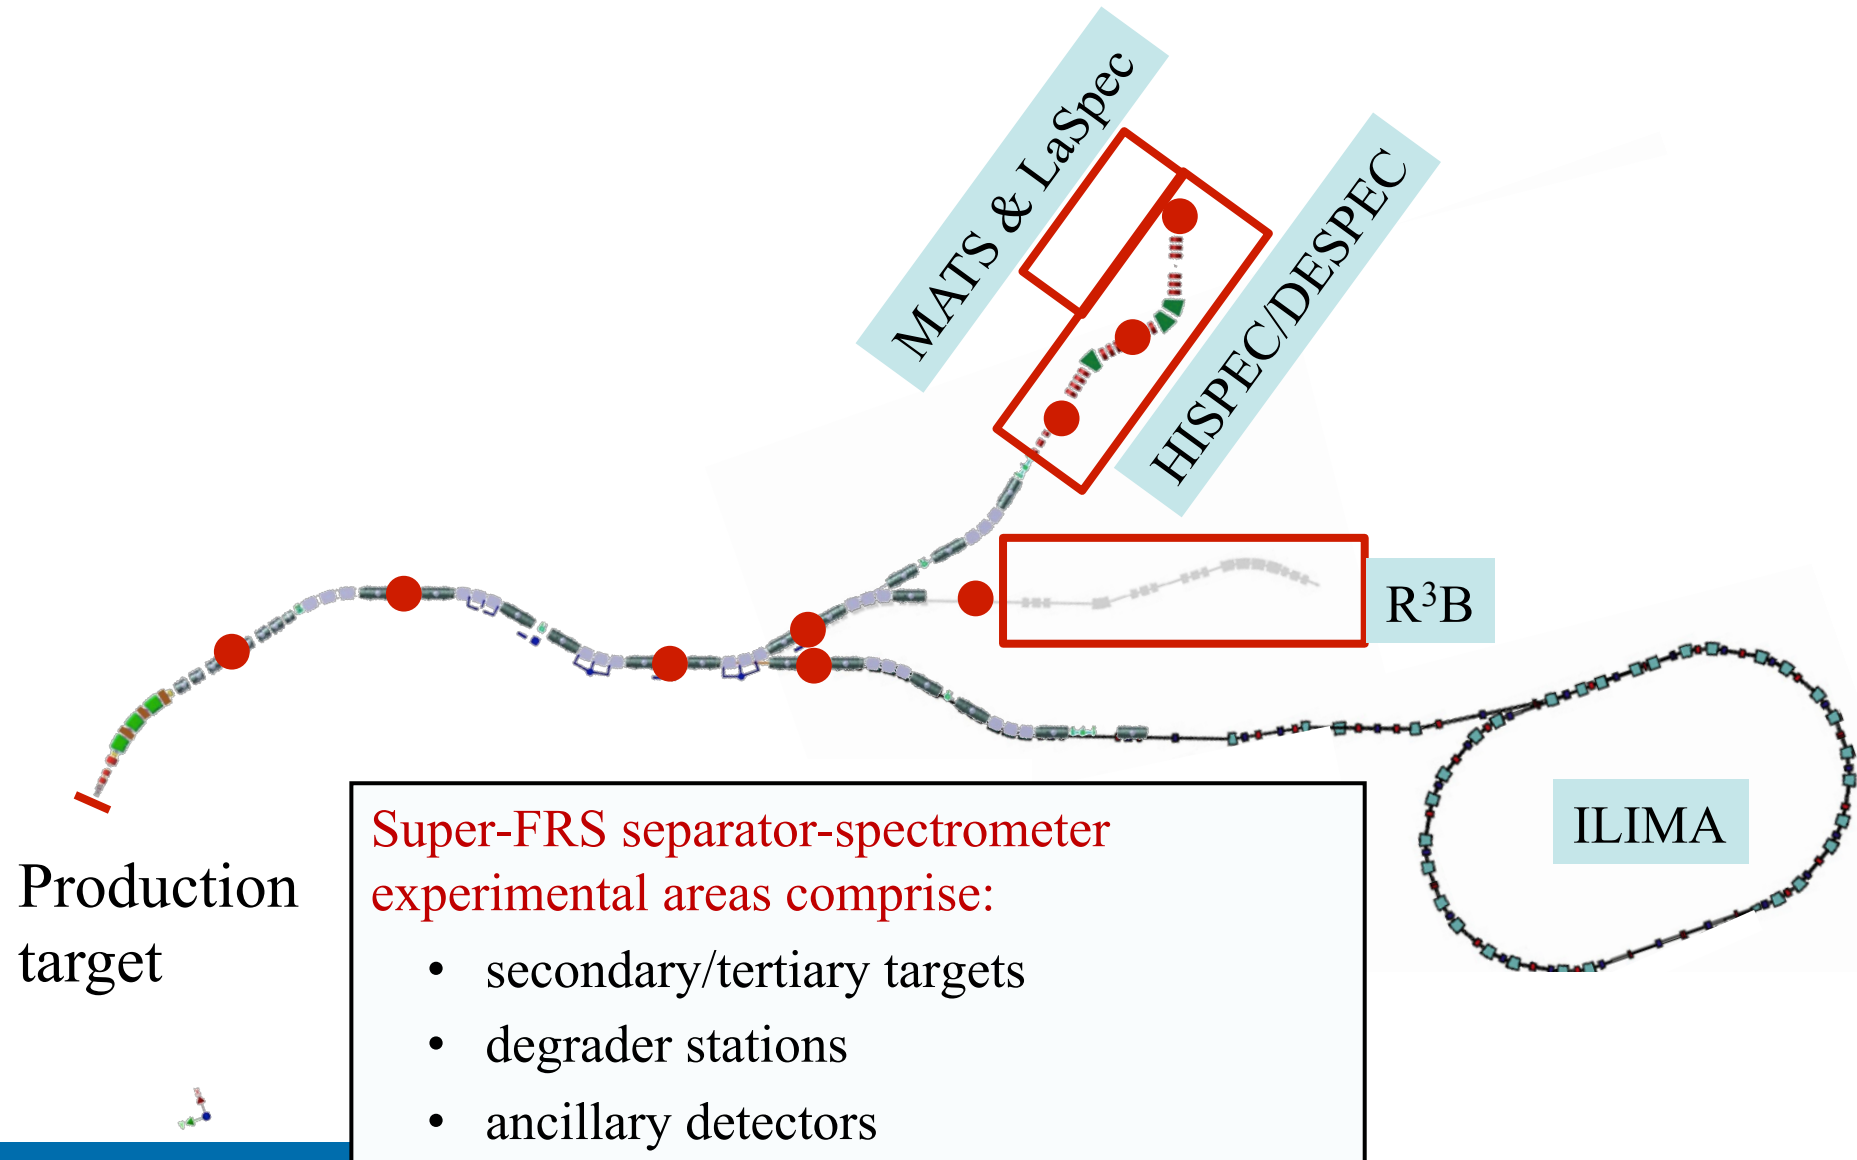 MATS & LaSpec
HISPEC/DESPEC
R³B
ILIMA
Production
target
Super-FRS separator-spectrometer
experimental areas comprise:
• secondary/tertiary targets
• degrader stations
• ancillary detectors